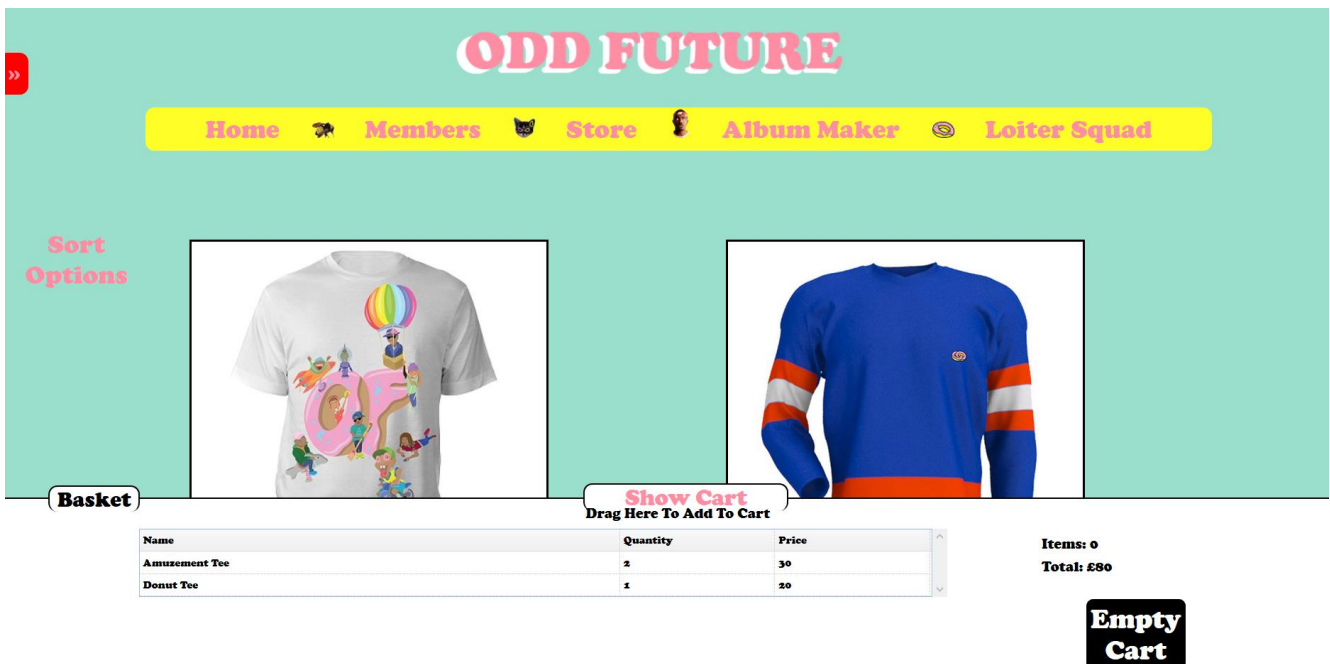 ODD FUTURE
»
Home Members Store Album Maker Loiter Squad
Sort
Options
OF
Basket
Show Cart
Drag Here To Add To Cart
Name Quantity Price
Amuzement Tee 2 30
Donut Tee 1 20
Items: 0
Total: £80
Empty
Cart